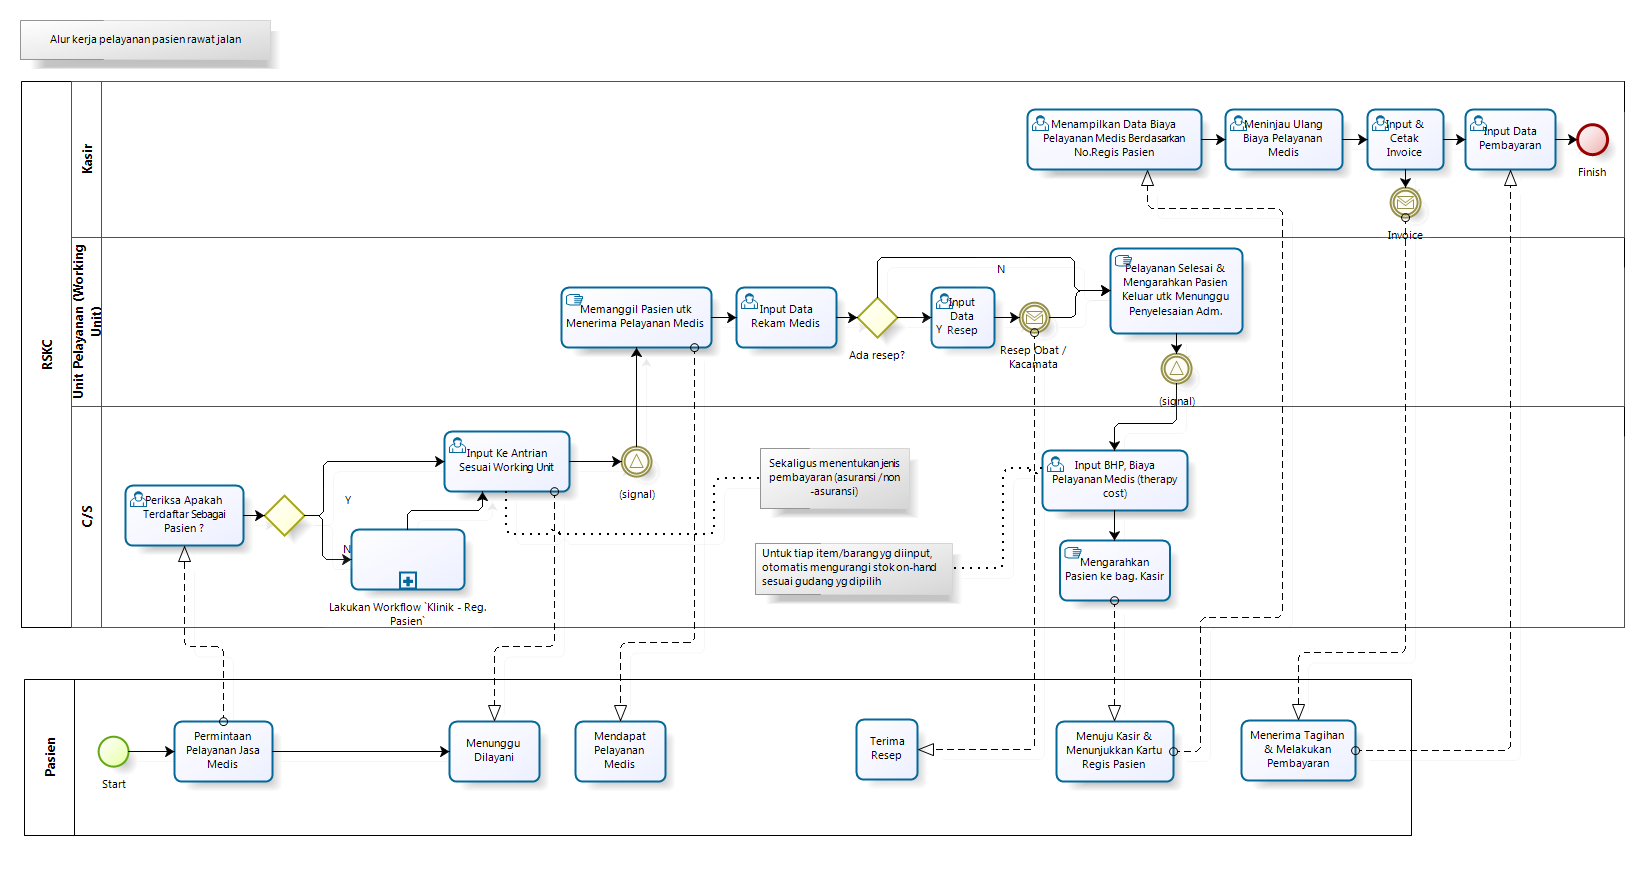 Alur kerja pelayanan pasien rawat jalan
RSKC
Kasir
Menampilkan Data Biaya
Pelayanan Medis Berdasarkan
No.Regis Pasien
Meninjau Ulang
Biaya Pelayanan
Medis
Input &
Cetak
Invoice
Input Data
Pembayaran
Finish
Invoice
Unit Pelayanan (Working
Unit)
Memanggil Pasien utk
Menerima Pelayanan Medis
Input Data
Rekam Medis
Ada resep?
N
Y
Input
Data
Resep
Resep Obat /
Kacamata
Pelayanan Selesai &
Mengarahkan Pasien
Keluar utk Menunggu
Penyelesaian Adm.
(signal)
C/S
Periksa Apakah
Terdaftar Sebagai
Pasien ?
Y
N
Input Ke Antrian
Sesuai Working Unit
(signal)
Lakukan Workflow `Klinik - Reg.
Pasien`
Sekaligus menentukan jenis
pembayaran (asuransi / non
-asuransi)
Untuk tiap item/barang yg diinput,
otomatis mengurangi stok on-hand
sesuai gudang yg dipilih
Input BHP, Biaya
Pelayanan Medis (therapy
cost)
Mengarahkan
Pasien ke bag. Kasir
Pasien
Start
Permintaan
Pelayanan Jasa
Medis
Menunggu
Dilayani
Mendapat
Pelayanan
Medis
Terima
Resep
Menuju Kasir &
Menunjukkan Kartu
Regis Pasien
Menerima Tagihan
& Melakukan
Pembayaran